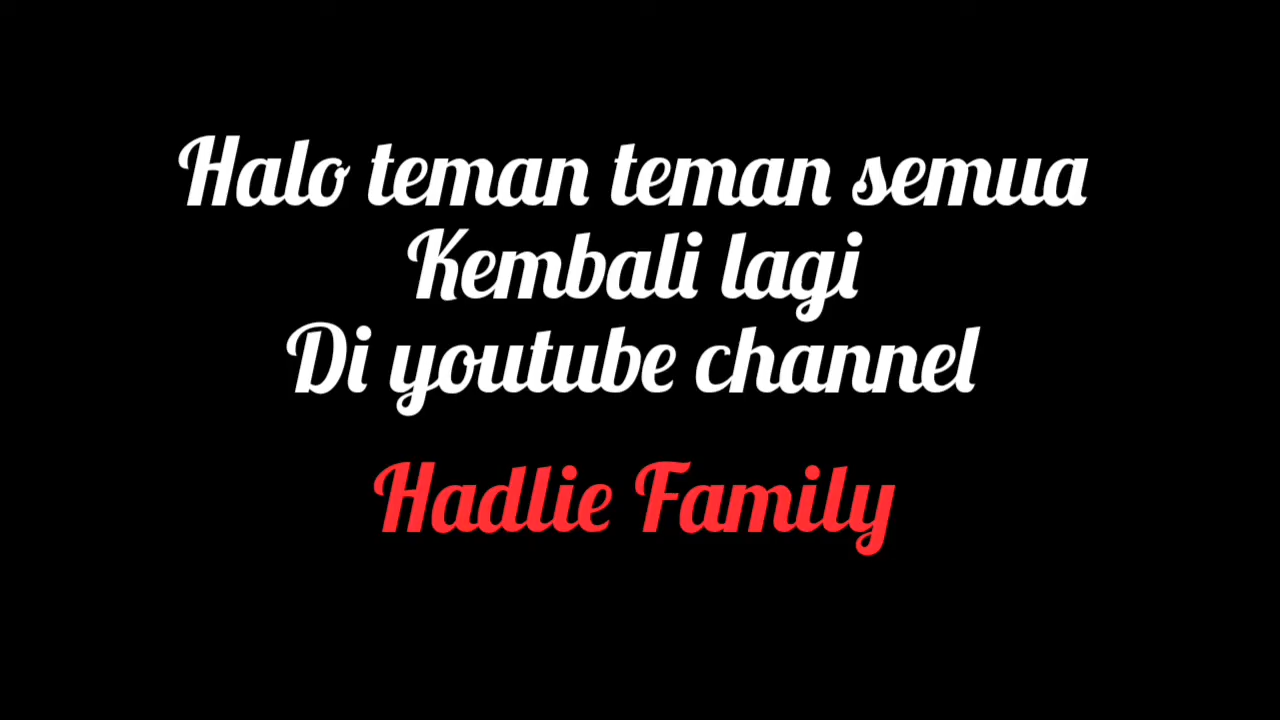 Halo teman teman semua
Kembali lagi
Di youtube channel
Hadlie Family